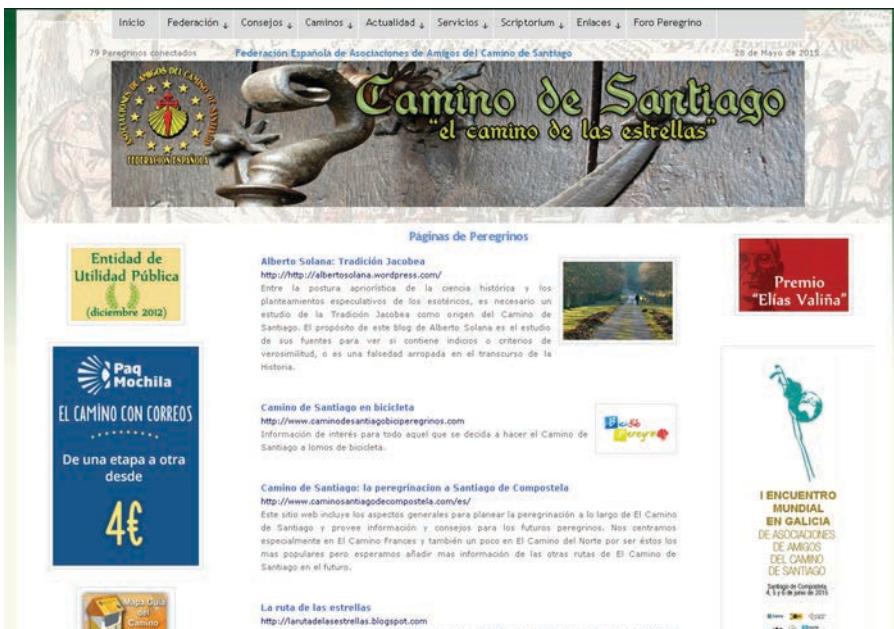 Inicio Federación Consejos Caminos Actualidad Servicios Scriptorium Enlaces Foro Peregrino
79 Peregrinos conectados Federación Española de Asociaciones de Amigos del Camino de Santiago 28 de Mayo de 2015
ASOCIACIONES DE AMIGOS DEL CAMINO DE SANTIAGO
FEDERACIÓN ESPAÑOLA
Camino de Santiago
"el camino de las estrellas"
Entidad de
Utilidad Pública
(diciembre 2012)
Paq
Mochila
EL CAMINO CON CORREOS
De una etapa a otra
desde
4€
Mapa Guía
del
Camino
Páginas de Peregrinos
Alberto Solana: Tradición Jacobea
http://http://albertosolana.wordpress.com/
Entre la postura apriorística de la ciencia histórica y los
planteamientos especulativos de los esotéricos, es necesario un
estudio de la Tradición Jacobea como origen del Camino de
Santiago. El propósito de este blog de Alberto Solana es el estudio
de sus fuentes para ver si contiene indicios o criterios de
verosimilitud, o es una falsedad arropada en el transcurso de la
Historia.
Camino de Santiago en bicicleta
http://www.caminodesantiagobiciperegrinos.com
Información de interés para todo aquel que se decida a hacer el Camino de
Santiago a lomos de bicicleta.
Camino de Santiago: la peregrinacion a Santiago de Compostela
http://www.caminosantiagodecompostela.com/es/
Este sitio web incluye los aspectos generales para planear la peregrinación a lo largo de El Camino
de Santiago y provee información y consejos para los futuros peregrinos. Nos centramos
especialmente en El Camino Frances y también un poco en El Camino del Norte por ser éstos los
mas populares pero esperamos añadir mas información de las otras rutas de El Camino de
Santiago en el futuro.
La ruta de las estrellas
http://larutadelasestrellas.blogspot.com
Premio
"Elías Valiña"
I ENCUENTRO
MUNDIAL
EN GALICIA
DE ASOCIACIONES
DE AMIGOS
DEL CAMINO
DE SANTIAGO
Santiago de Compostela,
4, 5 y 6 de junio de 2015